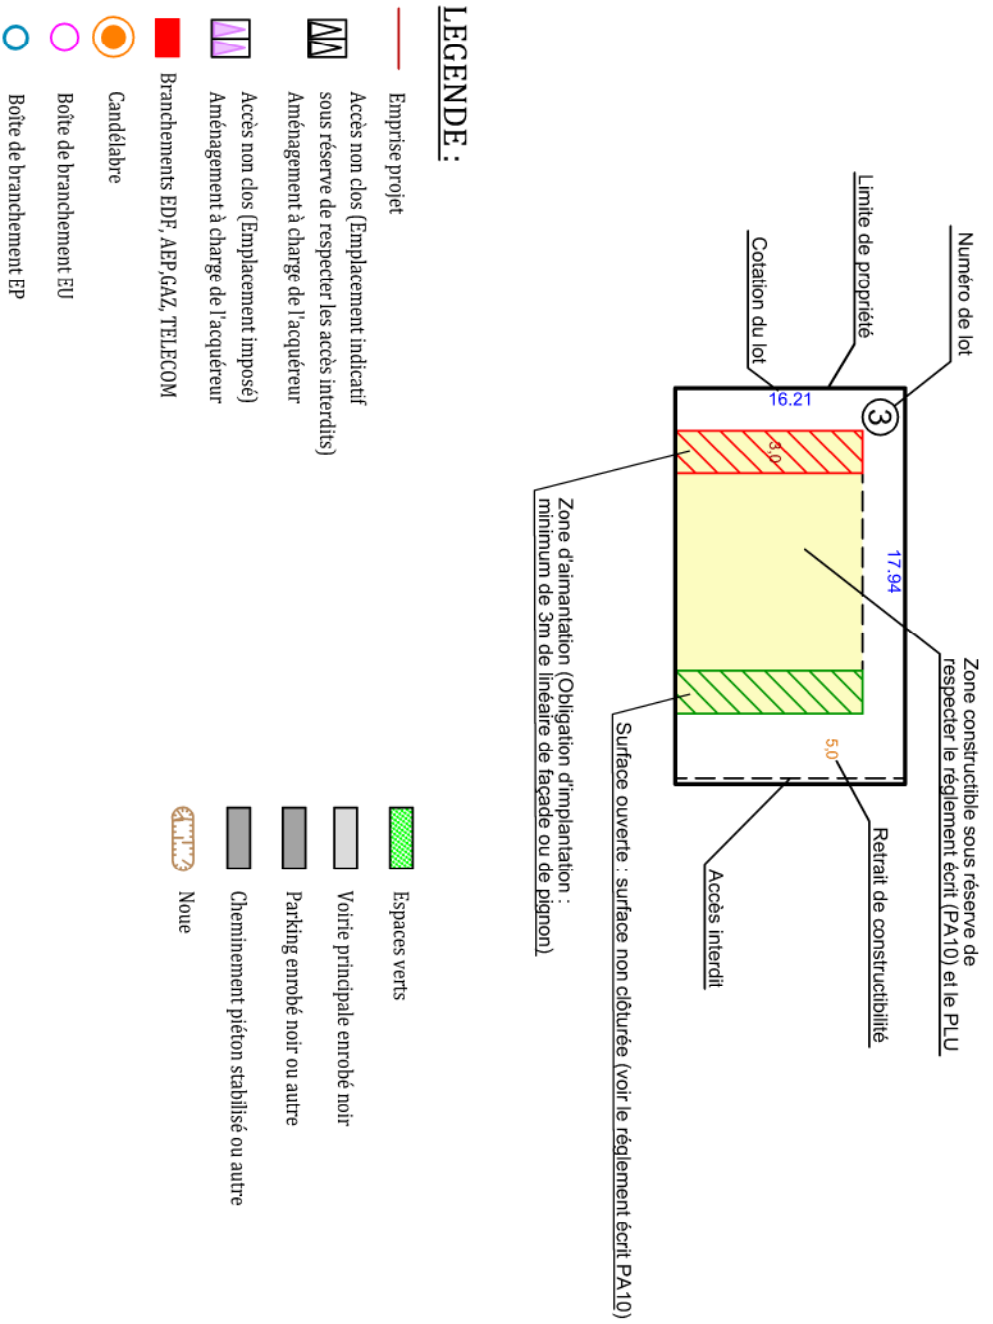 Numéro de lot
Limite de propriété
Cotation du lot
16.21
3
3,0
17.94
5,0
Zone constructible sous réserve de
respecter le réglement écrit (PA10) et le PLU
Retrait de constructibilité
Accès interdit
Surface ouverte : surface non clôturée (voir le réglement écrit PA10)
Zone d'aimantation (Obligation d'implantation :
minimum de 3m de linéaire de façade ou de pignon)
LEGENDE :
Emprise projet
Accès non clos (Emplacement indicatif
sous réserve de respecter les accès interdits)
Aménagement à charge de l'acquéreur
Accès non clos (Emplacement imposé)
Aménagement à charge de l'acquéreur
Branchements EDF, AEP,GAZ, TELECOM
Candélabre
Boîte de branchement EU
Boîte de branchement EP
Espaces verts
Voirie principale enrobé noir
Parking enrobé noir ou autre
Cheminement piéton stabilisé ou autre
Noue